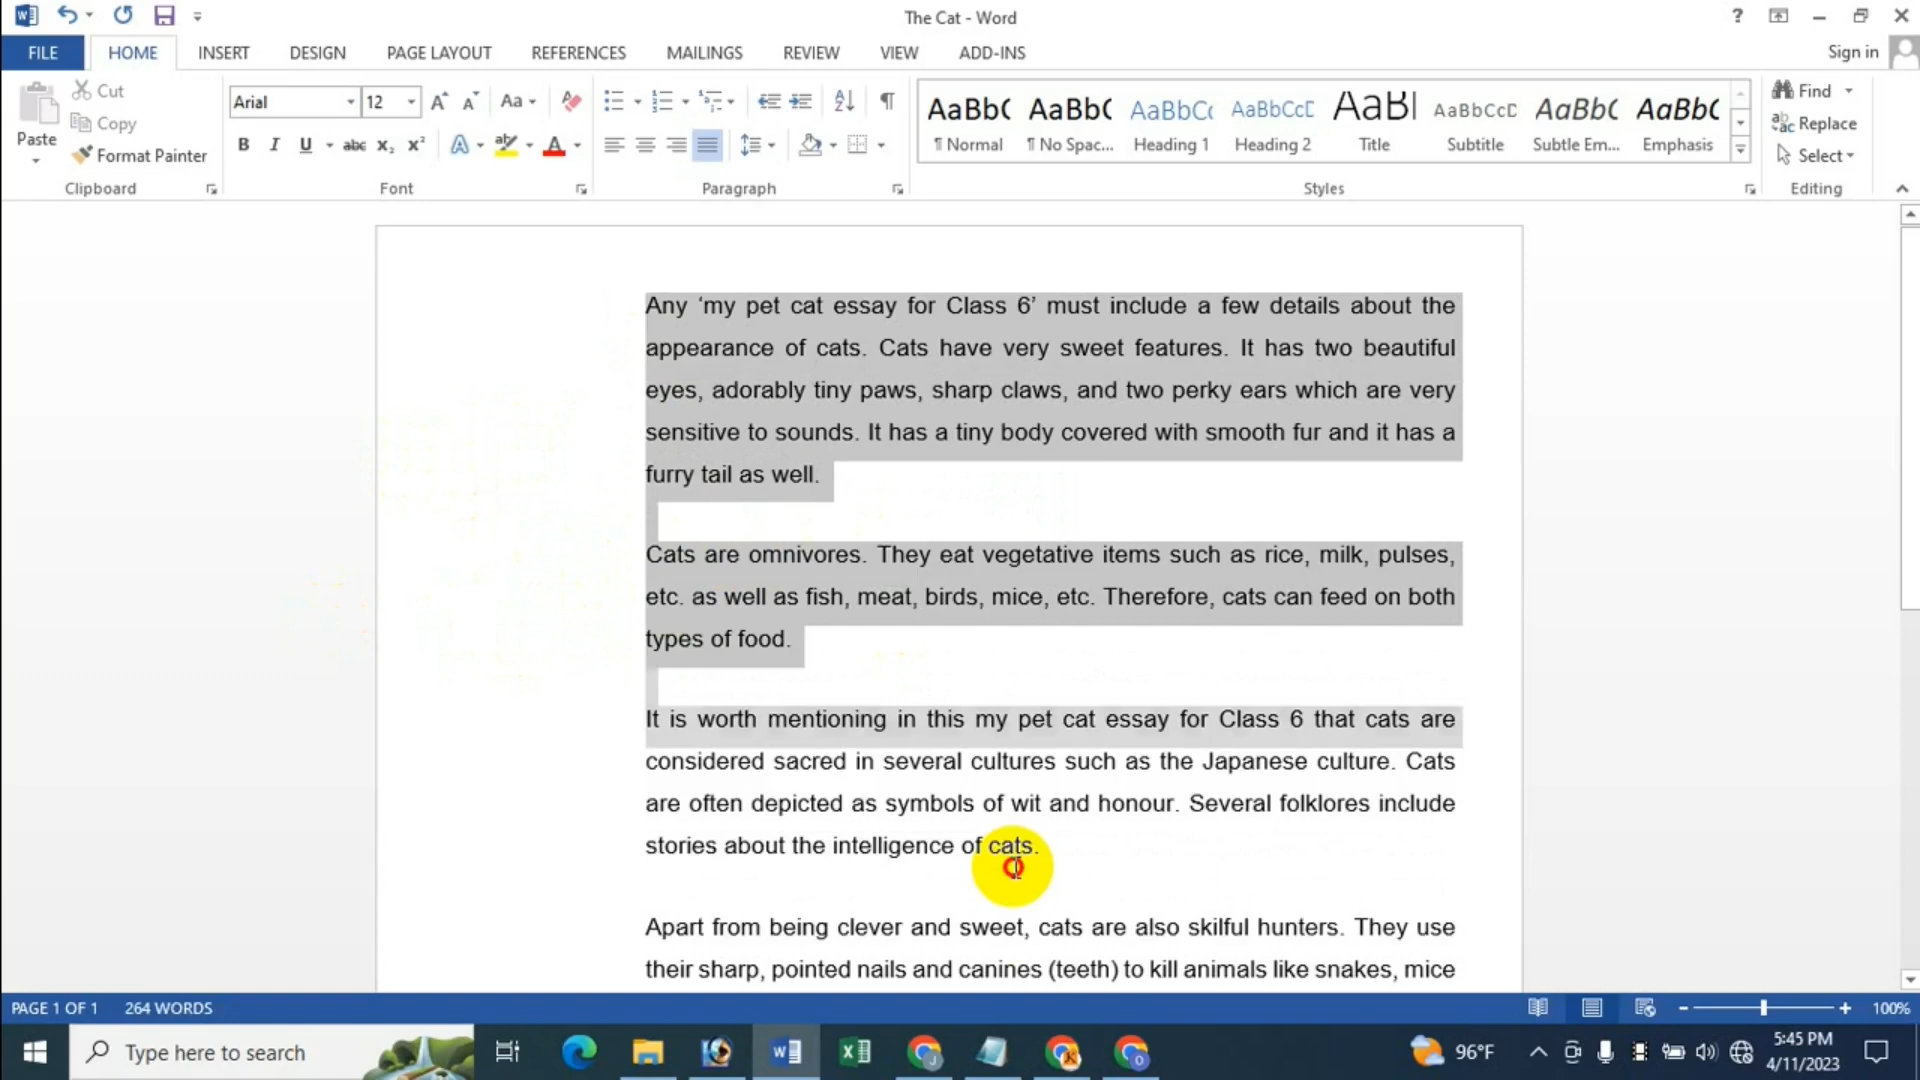 The Cat - Word
?
FILE HOME INSERT DESIGN PAGE LAYOUT REFERENCES MAILINGS REVIEW VIEW ADD-INS Sign in
Paste
Cut
Copy
Format Painter
Clipboard
Arial 12
Aa
B I U abc X₂ X²
Font
Paragraph
AaBbC AaBbC AaBbCc AaBbCcD AaBl AaBbCcD AaBbC AaBbC
¶ Normal ¶ No Spac... Heading 1 Heading 2 Title Subtitle Subtle Em... Emphasis
Styles
Find
Replace
Select
Editing
Any ‘my pet cat essay for Class 6’ must include a few details about the
appearance of cats. Cats have very sweet features. It has two beautiful
eyes, adorably tiny paws, sharp claws, and two perky ears which are very
sensitive to sounds. It has a tiny body covered with smooth fur and it has a
furry tail as well.
Cats are omnivores. They eat vegetative items such as rice, milk, pulses,
etc. as well as fish, meat, birds, mice, etc. Therefore, cats can feed on both
types of food.
It is worth mentioning in this my pet cat essay for Class 6 that cats are
considered sacred in several cultures such as the Japanese culture. Cats
are often depicted as symbols of wit and honour. Several folklores include
stories about the intelligence of cats.
Apart from being clever and sweet, cats are also skilful hunters. They use
their sharp, pointed nails and canines (teeth) to kill animals like snakes, mice
PAGE 1 OF 1 264 WORDS 100%
Type here to search
96°F
5:45 PM
4/11/2023